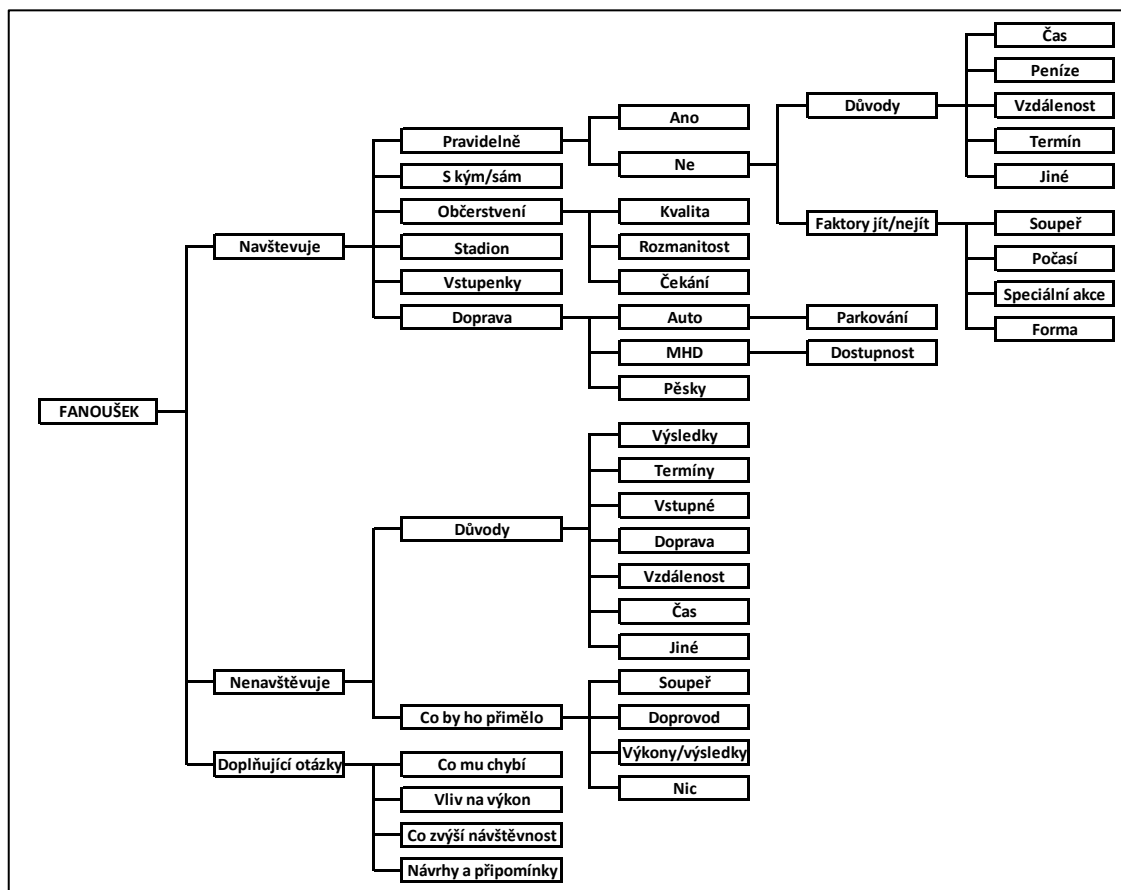 Čas
Peníze
Důvody
Vzdálenost
Ano
Pravidelně
Termín
Ne
S kým/sám
Jiné
Občerstvení
Kvalita
Faktory jít/nejít
Soupeř
Navštevuje
Stadion
Rozmanitost
Počasí
Vstupenky
Čekání
Speciální akce
Doprava
Auto
Parkování
Forma
MHD
Dostupnost
Pěsky
FANOUŠEK
Výsledky
Termíny
Vstupné
Důvody
Doprava
Vzdálenost
Čas
Jiné
Nenavštěvuje
Soupeř
Co by ho přimělo
Doprovod
Doplňující otázky
Co mu chybí
Výkony/výsledky
Vliv na výkon
Nic
Co zvýší návštěvnost
Návrhy a připomínky